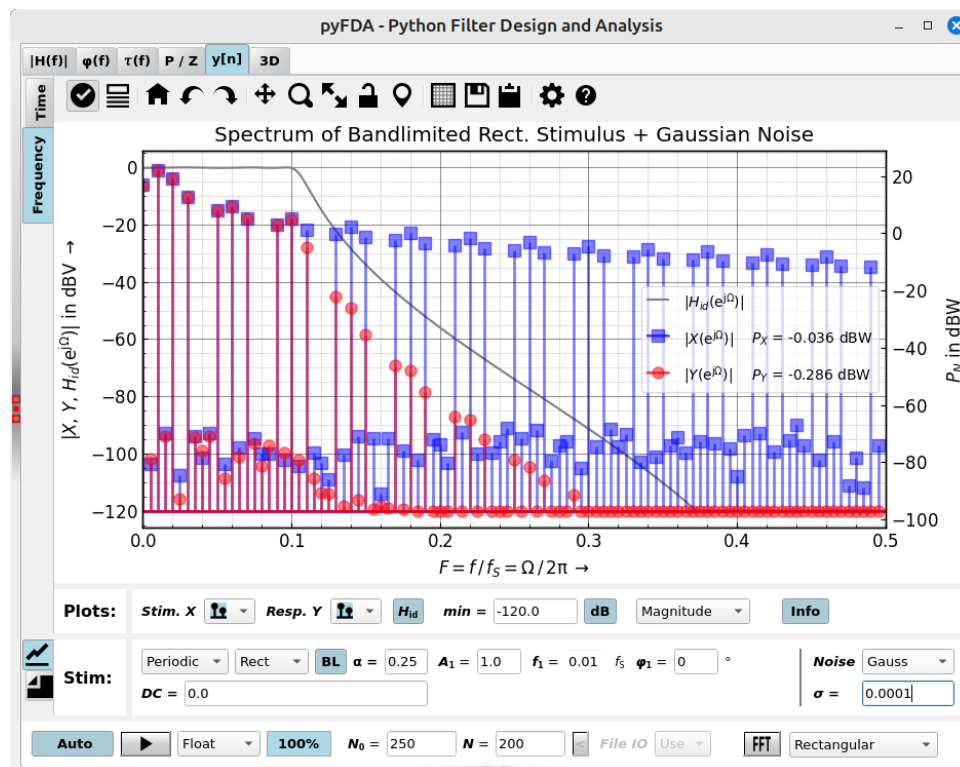 pyFDA - Python Filter Design and Analysis
|H(f)| φ(f) τ(f) P / Z y[n] 3D
Time
Frequency
Spectrum of Bandlimited Rect. Stimulus + Gaussian Noise
|X, Y, H_id(e^jΩ)| in dBV →
0
−20
−40
−60
−80
−100
−120
20
0
−20
−40
−60
−80
−100
P_N in dBW
|H_id(e^jΩ)|
|X(e^jΩ)| P_X = -0.036 dBW
|Y(e^jΩ)| P_Y = -0.286 dBW
0.0 0.1 0.2 0.3 0.4 0.5
F = f / f_S = Ω / 2π →
Plots: Stim. X Resp. Y H_id min = -120.0 dB Magnitude Info
Stim: Periodic Rect BL α = 0.25 A₁ = 1.0 f₁ = 0.01 f_S φ₁ = 0 ° Noise Gauss
DC = 0.0 σ = 0.0001
Auto Float 100% N₀ = 250 N = 200 < File IO Use FFT Rectangular